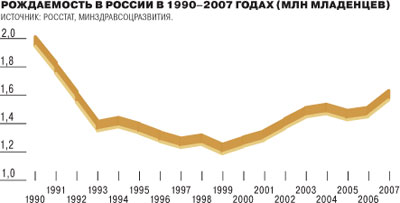 РОЖДАЕМОСТЬ В РОССИИ В 1990–2007 ГОДАХ (МЛН МЛАДЕНЦЕВ)
ИСТОЧНИК: РОССТАТ, МИНЗДРАВСОЦРАЗВИТИЯ.
2,0
1,8
1,6
1,4
1,2
1,0
1991 1993 1995 1997 1999 2001 2003 2005 2007
1990 1992 1994 1996 1998 2000 2002 2004 2006